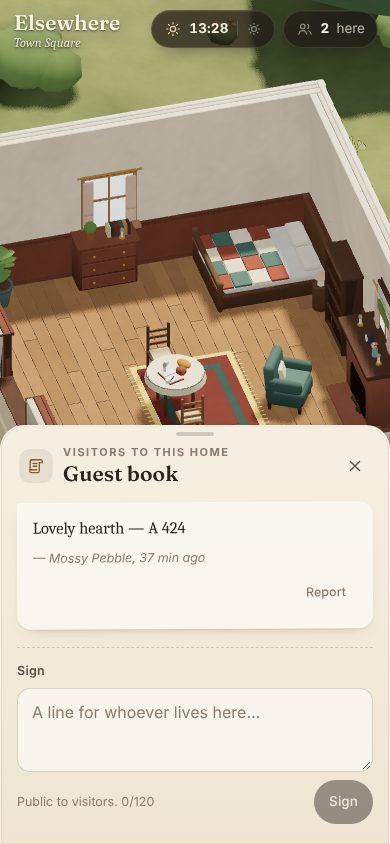 Elsewhere
Town Square
13:28
2 here
VISITORS TO THIS HOME
Guest book
Lovely hearth — A 424
— Mossy Pebble, 37 min ago
Report
Sign
A line for whoever lives here...
Public to visitors. 0/120
Sign